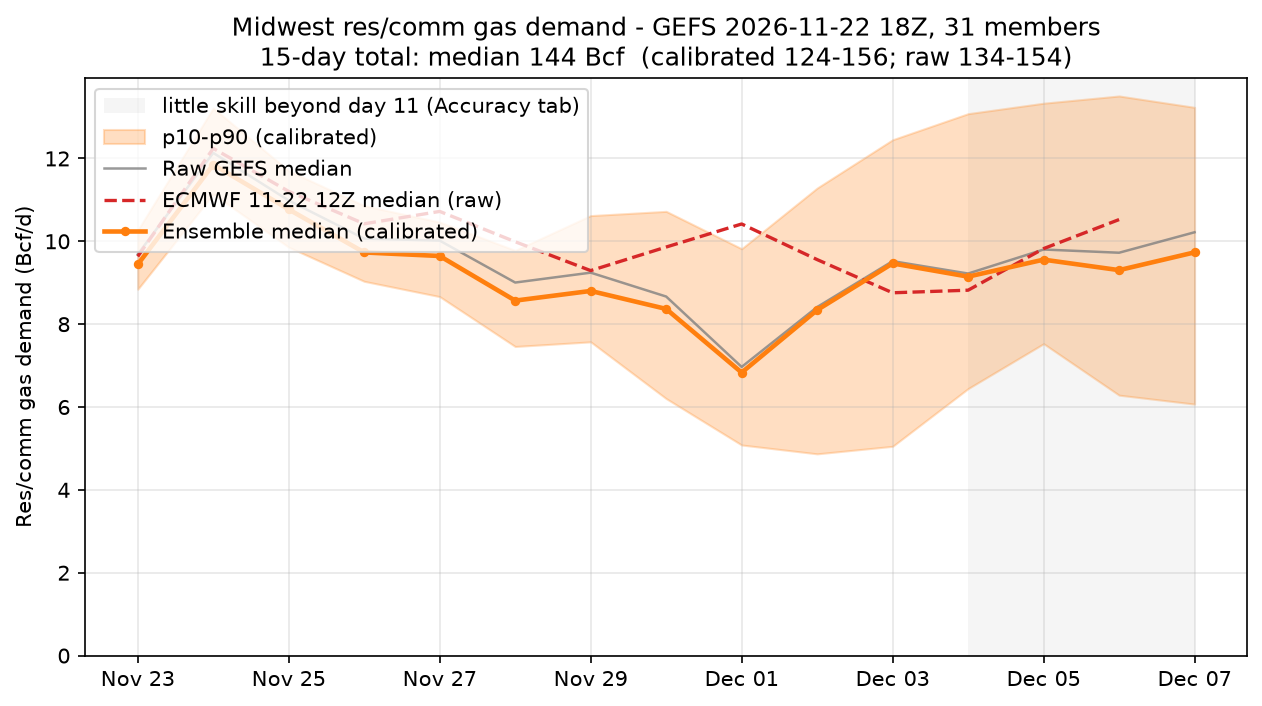 Midwest res/comm gas demand - GEFS 2026-11-22 18Z, 31 members
15-day total: median 144 Bcf  (calibrated 124-156; raw 134-154)
little skill beyond day 11 (Accuracy tab)
p10-p90 (calibrated)
Raw GEFS median
ECMWF 11-22 12Z median (raw)
Ensemble median (calibrated)
Res/comm gas demand (Bcf/d)
12
10
8
6
4
2
0
Nov 23
Nov 25
Nov 27
Nov 29
Dec 01
Dec 03
Dec 05
Dec 07